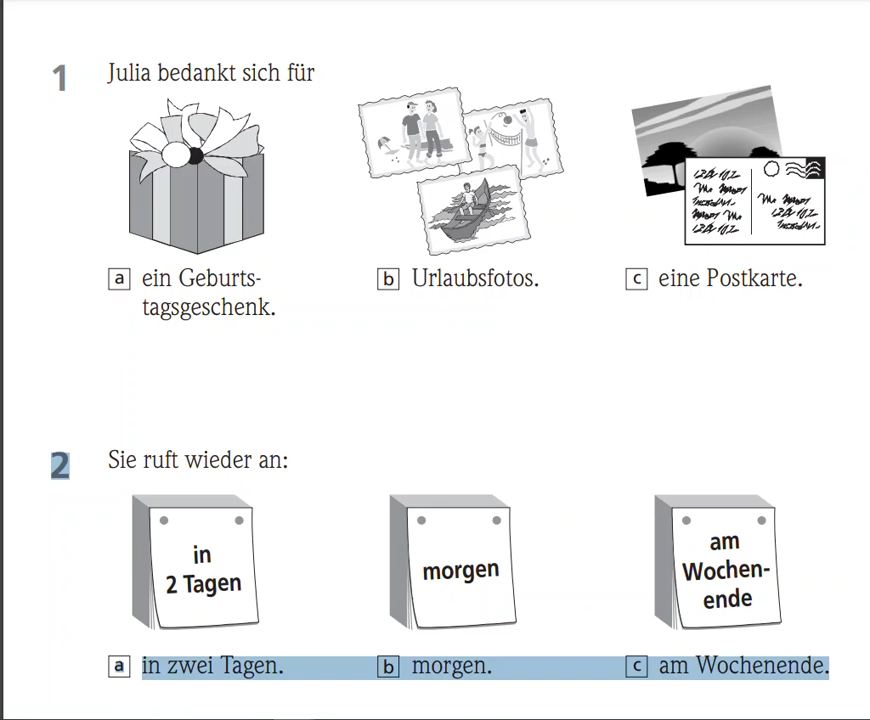 1 Julia bedankt sich für
a ein Geburts- b Urlaubsfotos. c eine Postkarte.
tagsgeschenk.
2 Sie ruft wieder an:
in morgen am
2 Tagen Wochen-
ende
a in zwei Tagen. b morgen. c am Wochenende.